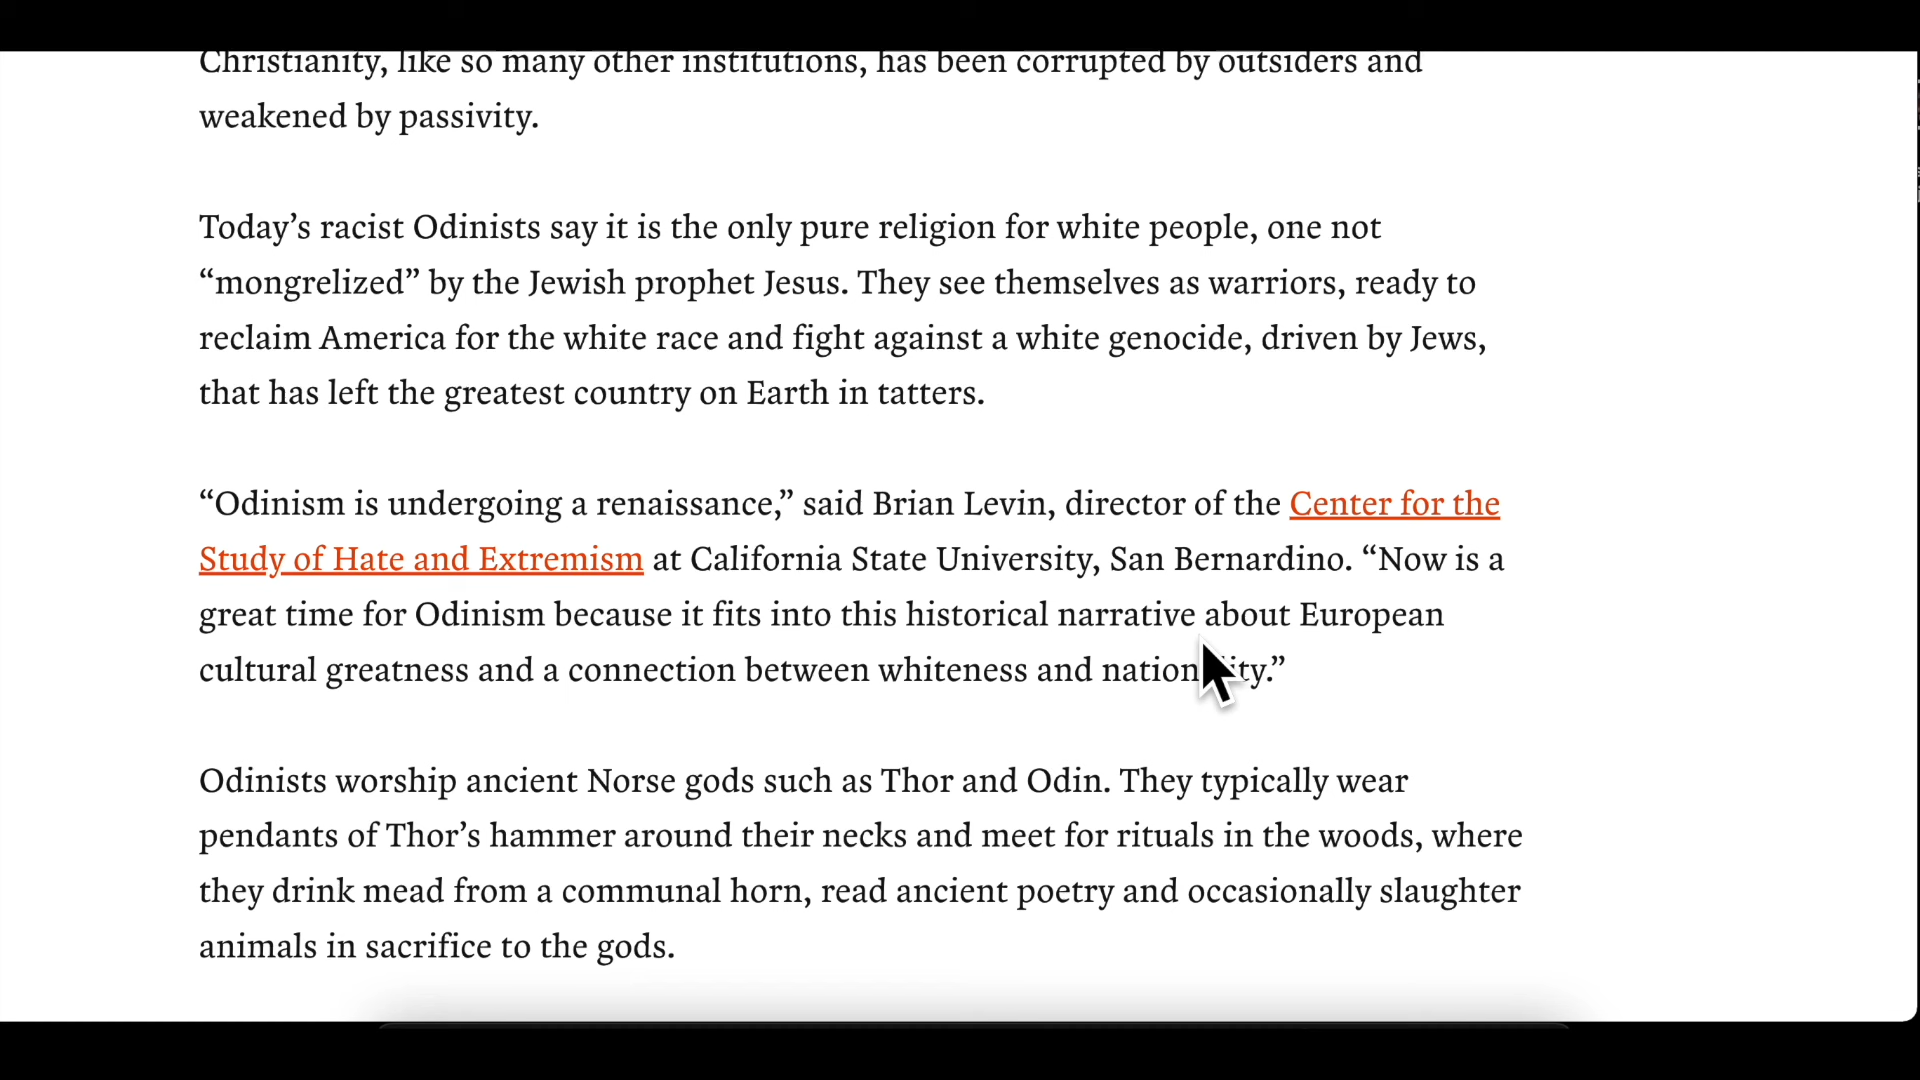 Christianity, like so many other institutions, has been corrupted by outsiders and
weakened by passivity.
Today’s racist Odinists say it is the only pure religion for white people, one not
“mongrelized” by the Jewish prophet Jesus. They see themselves as warriors, ready to
reclaim America for the white race and fight against a white genocide, driven by Jews,
that has left the greatest country on Earth in tatters.
“Odinism is undergoing a renaissance,” said Brian Levin, director of the Center for the
Study of Hate and Extremism at California State University, San Bernardino. “Now is a
great time for Odinism because it fits into this historical narrative about European
cultural greatness and a connection between whiteness and nationality.”
Odinists worship ancient Norse gods such as Thor and Odin. They typically wear
pendants of Thor’s hammer around their necks and meet for rituals in the woods, where
they drink mead from a communal horn, read ancient poetry and occasionally slaughter
animals in sacrifice to the gods.